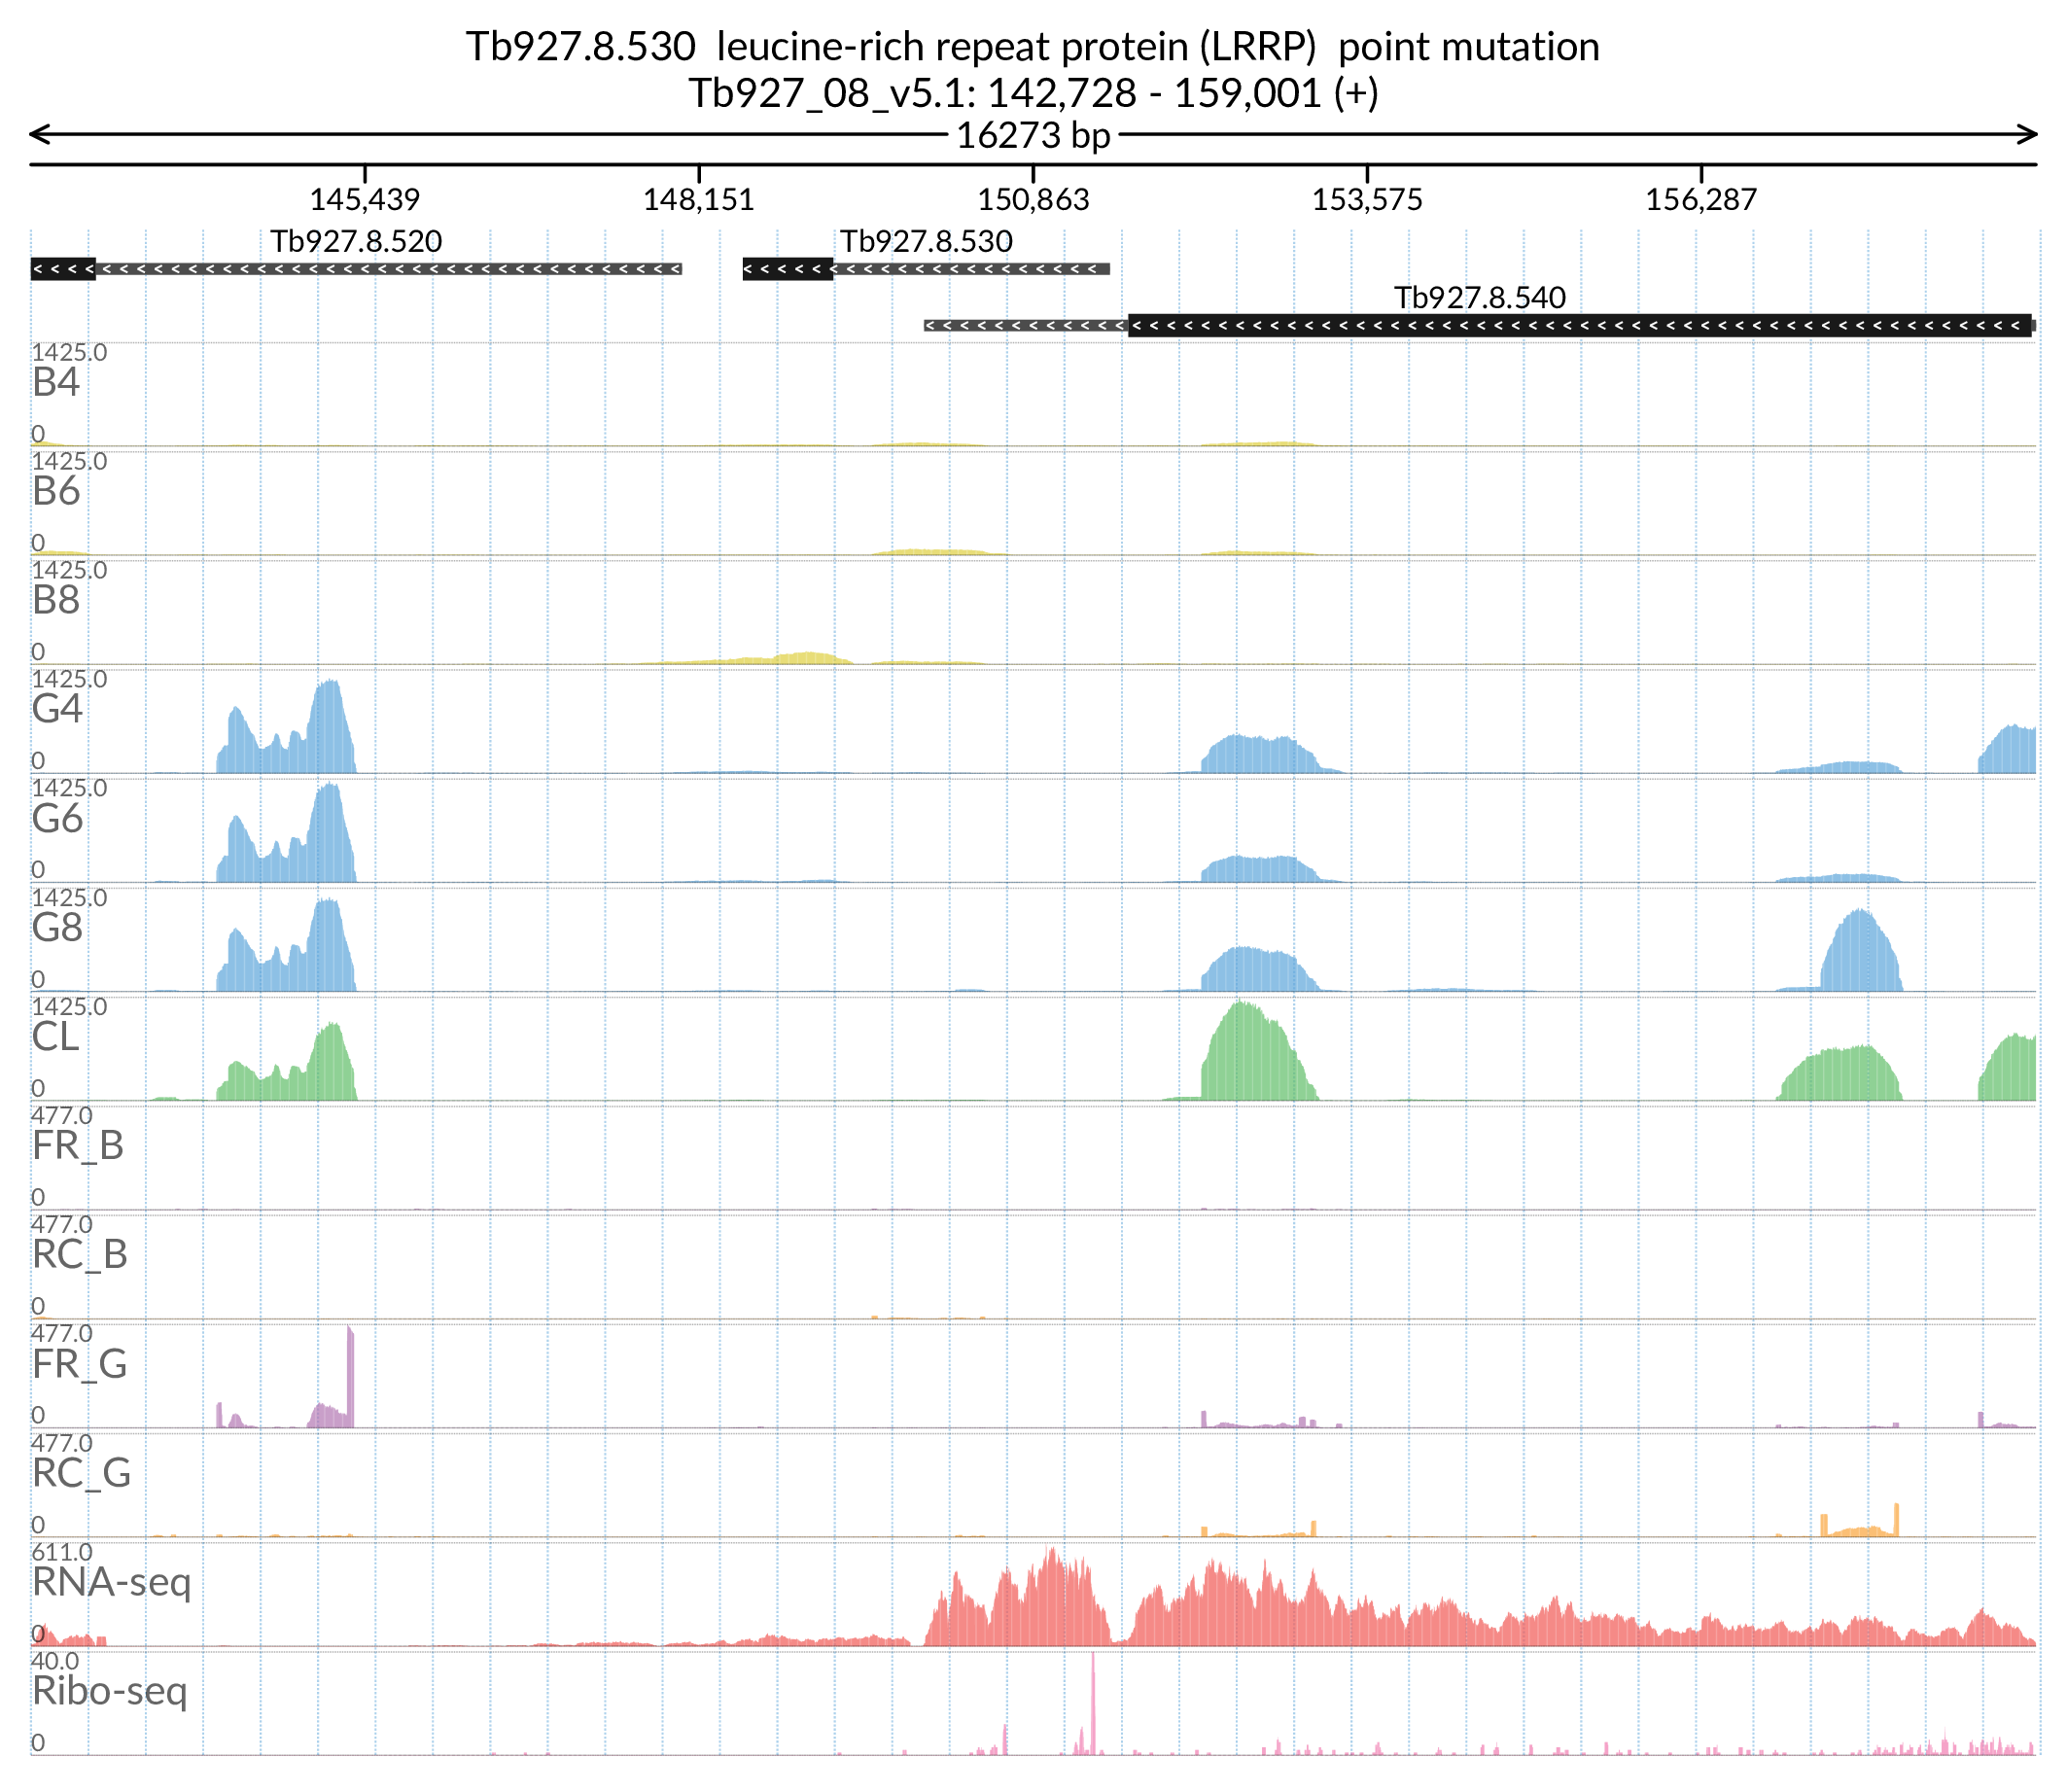 Tb927.8.530 leucine-rich repeat protein (LRRP) point mutation
Tb927_08_v5.1: 142,728 - 159,001 (+)
16273 bp
145,439 148,151 150,863 153,575 156,287
Tb927.8.520 Tb927.8.530
Tb927.8.540
1425.0
B4
0
1425.0
B6
0
1425.0
B8
0
1425.0
G4
0
1425.0
G6
0
1425.0
G8
0
1425.0
CL
0
477.0
FR_B
0
477.0
RC_B
0
477.0
FR_G
0
477.0
RC_G
0
611.0
RNA-seq
0
40.0
Ribo-seq
0